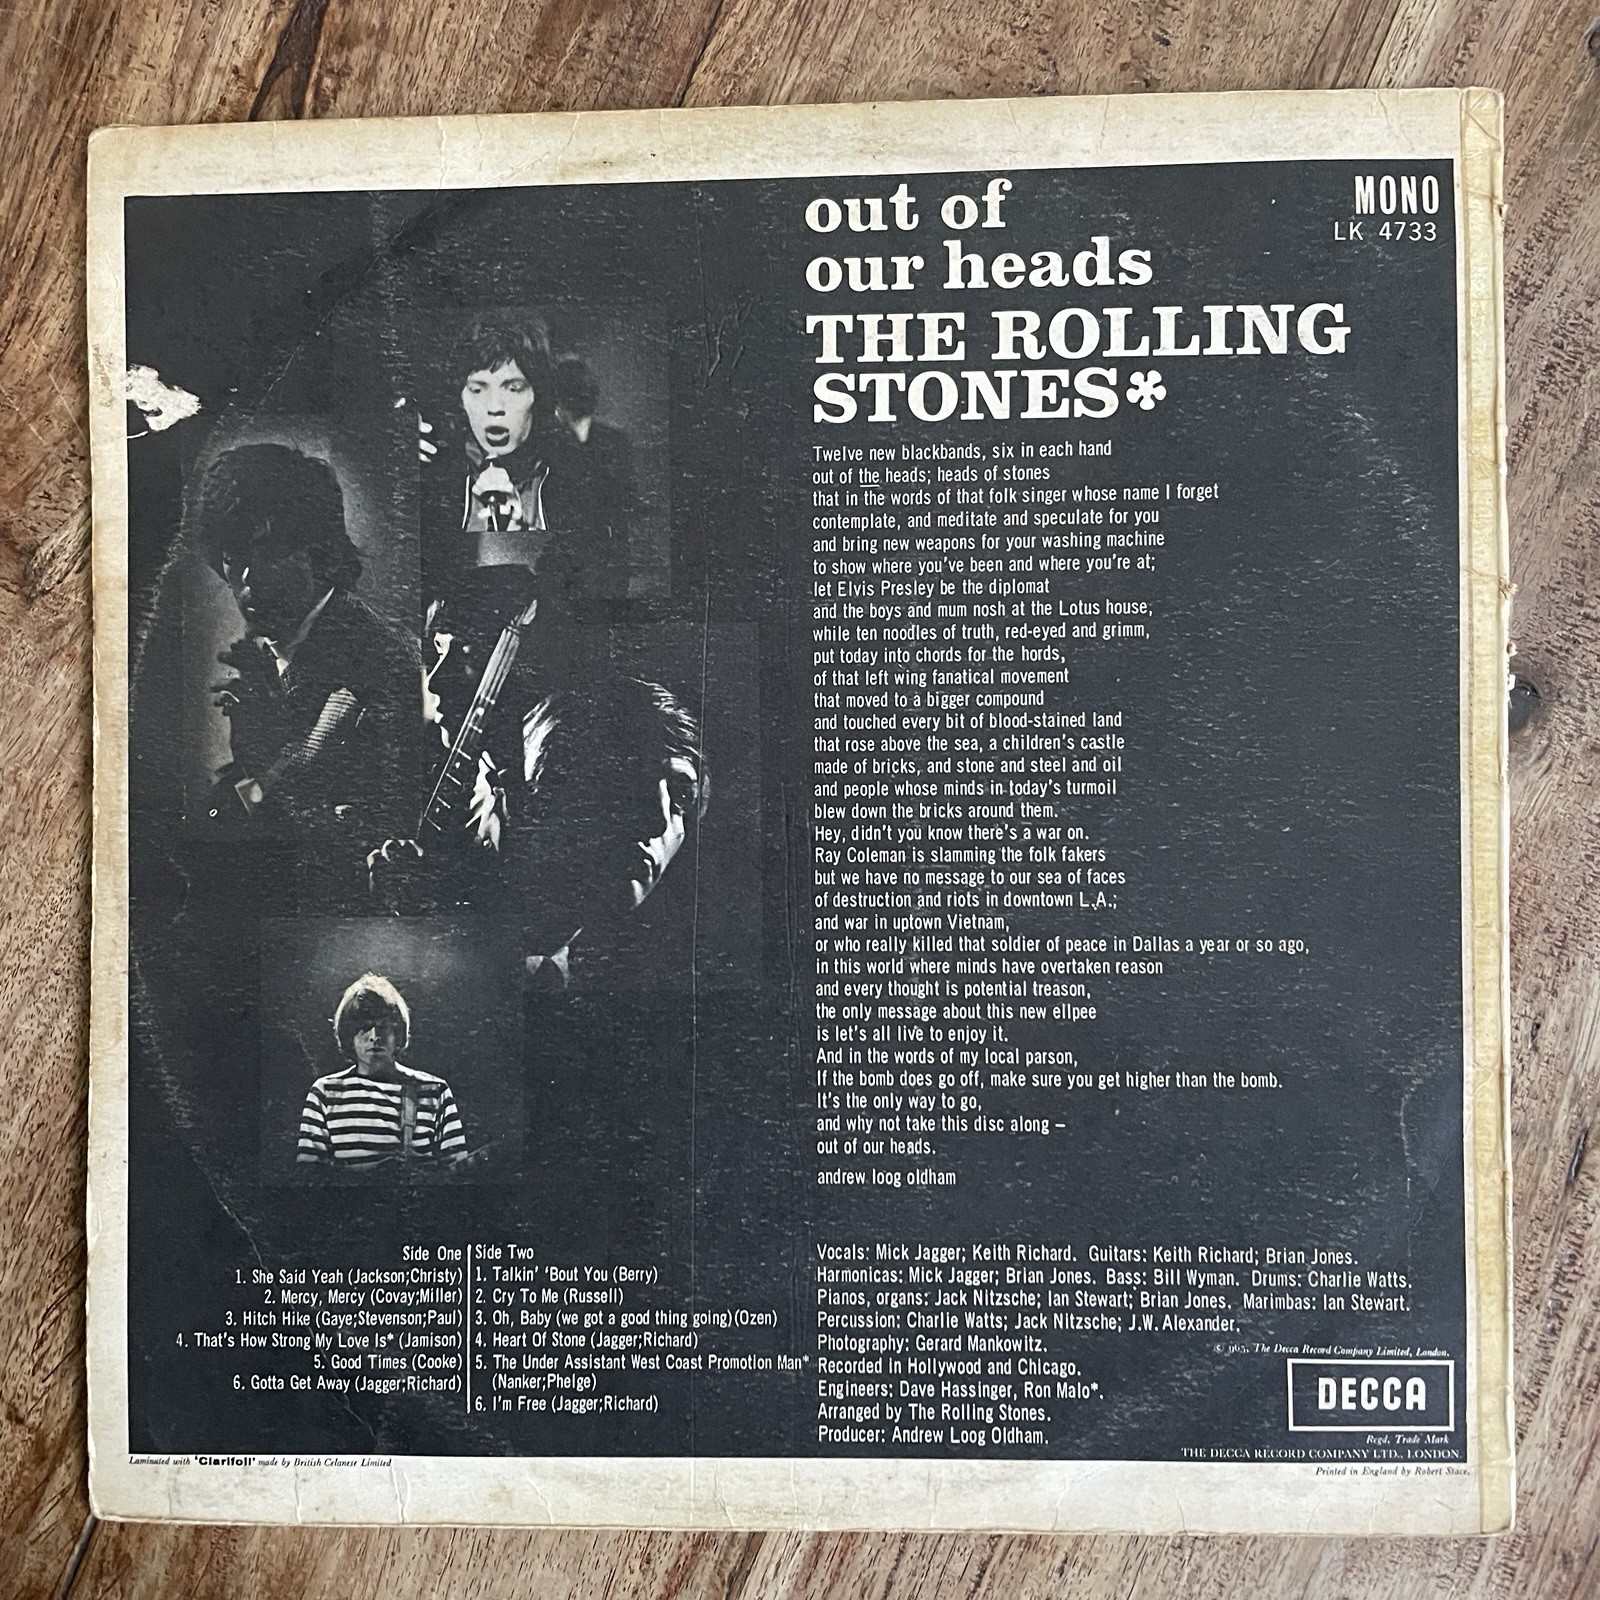 out of
our heads
THE ROLLING
STONES*
MONO
LK 4733
Twelve new blackbands, six in each hand
out of the heads; heads of stones
that in the words of that folk singer whose name I forget
contemplate, and meditate and speculate for you
and bring new weapons for your washing machine
to show where you've been and where you're at;
let Elvis Presley be the diplomat
and the boys and mum nosh at the Lotus house,
while ten noodles of truth, red-eyed and grimm,
put today into chords for the hords,
of that left wing fanatical movement
that moved to a bigger compound
and touched every bit of blood-stained land
that rose above the sea, a children's castle
made of bricks, and stone and steel and oil
and people whose minds in today's turmoil
blew down the bricks around them.
Hey, didn't you know there's a war on.
Ray Coleman is slamming the folk fakers
but we have no message to our sea of faces
of destruction and riots in downtown L.A.;
and war in uptown Vietnam,
or who really killed that soldier of peace in Dallas a year or so ago,
in this world where minds have overtaken reason
and every thought is potential treason,
the only message about this new ellpee
is let's all live to enjoy it.
And in the words of my local parson,
If the bomb does go off, make sure you get higher than the bomb.
It's the only way to go,
and why not take this disc along –
out of our heads.
andrew loog oldham
Side One
1. She Said Yeah (Jackson;Christy)
2. Mercy, Mercy (Covay;Miller)
3. Hitch Hike (Gaye;Stevenson;Paul)
4. That's How Strong My Love Is* (Jamison)
5. Good Times (Cooke)
6. Gotta Get Away (Jagger;Richard)
Side Two
1. Talkin' 'Bout You (Berry)
2. Cry To Me (Russell)
3. Oh, Baby (we got a good thing going)(Ozen)
4. Heart Of Stone (Jagger;Richard)
5. The Under Assistant West Coast Promotion Man*
(Nanker;Phelge)
6. I'm Free (Jagger;Richard)
Vocals: Mick Jagger; Keith Richard. Guitars: Keith Richard; Brian Jones.
Harmonicas: Mick Jagger; Brian Jones. Bass: Bill Wyman. Drums: Charlie Watts.
Pianos, organs: Jack Nitzsche; Ian Stewart; Brian Jones. Marimbas: Ian Stewart.
Percussion: Charlie Watts; Jack Nitzsche; J.W. Alexander.
Photography: Gerard Mankowitz.
Recorded in Hollywood and Chicago.
Engineers: Dave Hassinger, Ron Malo*.
Arranged by The Rolling Stones.
Producer: Andrew Loog Oldham.
The Decca Record Company Limited, London.
DECCA
Regd. Trade Mark
THE DECCA RECORD COMPANY LTD., LONDON.
Laminated with 'Clarifoil' made by British Celanese Limited
Printed in England by Robert Stace.